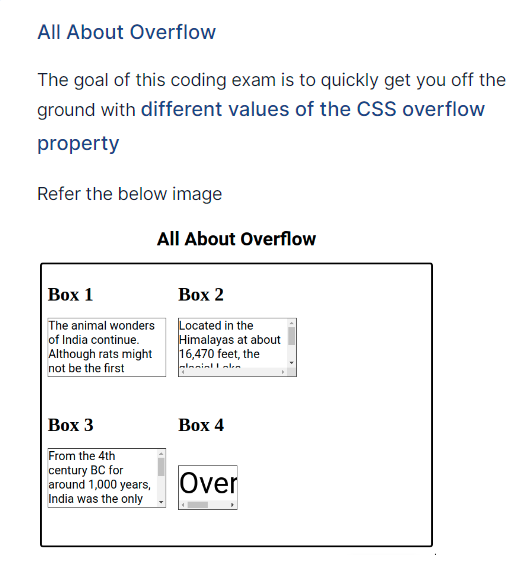 All About Overflow
The goal of this coding exam is to quickly get you off the
ground with different values of the CSS overflow
property
Refer the below image
All About Overflow
Box 1
The animal wonders
of India continue.
Although rats might
not be the first
Box 2
Located in the
Himalayas at about
16,470 feet, the
glacial Lake
Box 3
From the 4th
century BC for
around 1,000 years,
India was the only
Box 4
Over